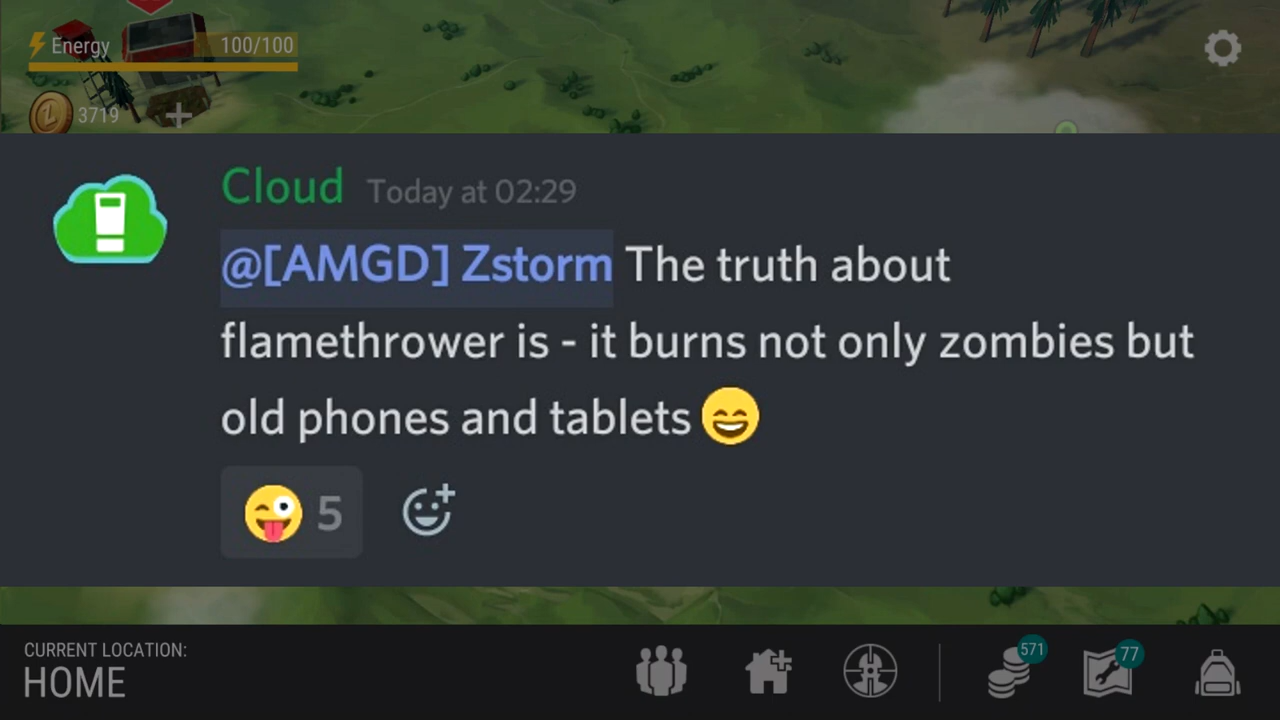 Energy 100/100
3719
Cloud Today at 02:29
@[AMGD] Zstorm The truth about
flamethrower is - it burns not only zombies but
old phones and tablets 😄
😜 5
CURRENT LOCATION:
HOME
571
77